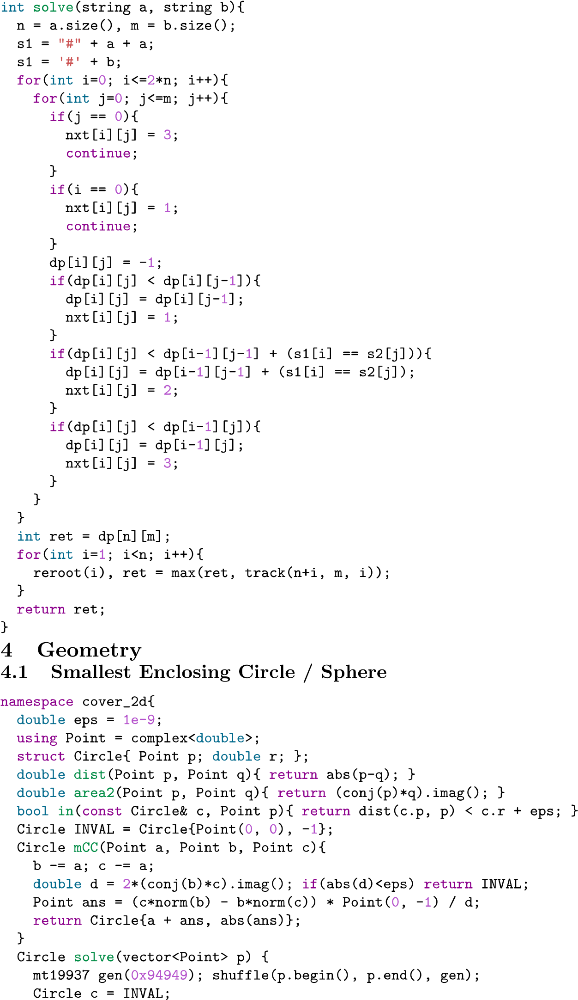 int solve(string a, string b){
  n = a.size(), m = b.size();
  s1 = "#" + a + a;
  s1 = '#' + b;
  for(int i=0; i<=2*n; i++){
    for(int j=0; j<=m; j++){
      if(j == 0){
        nxt[i][j] = 3;
        continue;
      }
      if(i == 0){
        nxt[i][j] = 1;
        continue;
      }
      dp[i][j] = -1;
      if(dp[i][j] < dp[i][j-1]){
        dp[i][j] = dp[i][j-1];
        nxt[i][j] = 1;
      }
      if(dp[i][j] < dp[i-1][j-1] + (s1[i] == s2[j])){
        dp[i][j] = dp[i-1][j-1] + (s1[i] == s2[j]);
        nxt[i][j] = 2;
      }
      if(dp[i][j] < dp[i-1][j]){
        dp[i][j] = dp[i-1][j];
        nxt[i][j] = 3;
      }
    }
  }
  int ret = dp[n][m];
  for(int i=1; i<n; i++){
    reroot(i), ret = max(ret, track(n+i, m, i));
  }
  return ret;
}
4 Geometry
4.1 Smallest Enclosing Circle / Sphere
namespace cover_2d{
  double eps = 1e-9;
  using Point = complex<double>;
  struct Circle{ Point p; double r; };
  double dist(Point p, Point q){ return abs(p-q); }
  double area2(Point p, Point q){ return (conj(p)*q).imag(); }
  bool in(const Circle& c, Point p){ return dist(c.p, p) < c.r + eps; }
  Circle INVAL = Circle{Point(0, 0), -1};
  Circle mCC(Point a, Point b, Point c){
    b -= a; c -= a;
    double d = 2*(conj(b)*c).imag(); if(abs(d)<eps) return INVAL;
    Point ans = (c*norm(b) - b*norm(c)) * Point(0, -1) / d;
    return Circle{a + ans, abs(ans)};
  }
  Circle solve(vector<Point> p) {
    mt19937 gen(0x94949); shuffle(p.begin(), p.end(), gen);
    Circle c = INVAL;